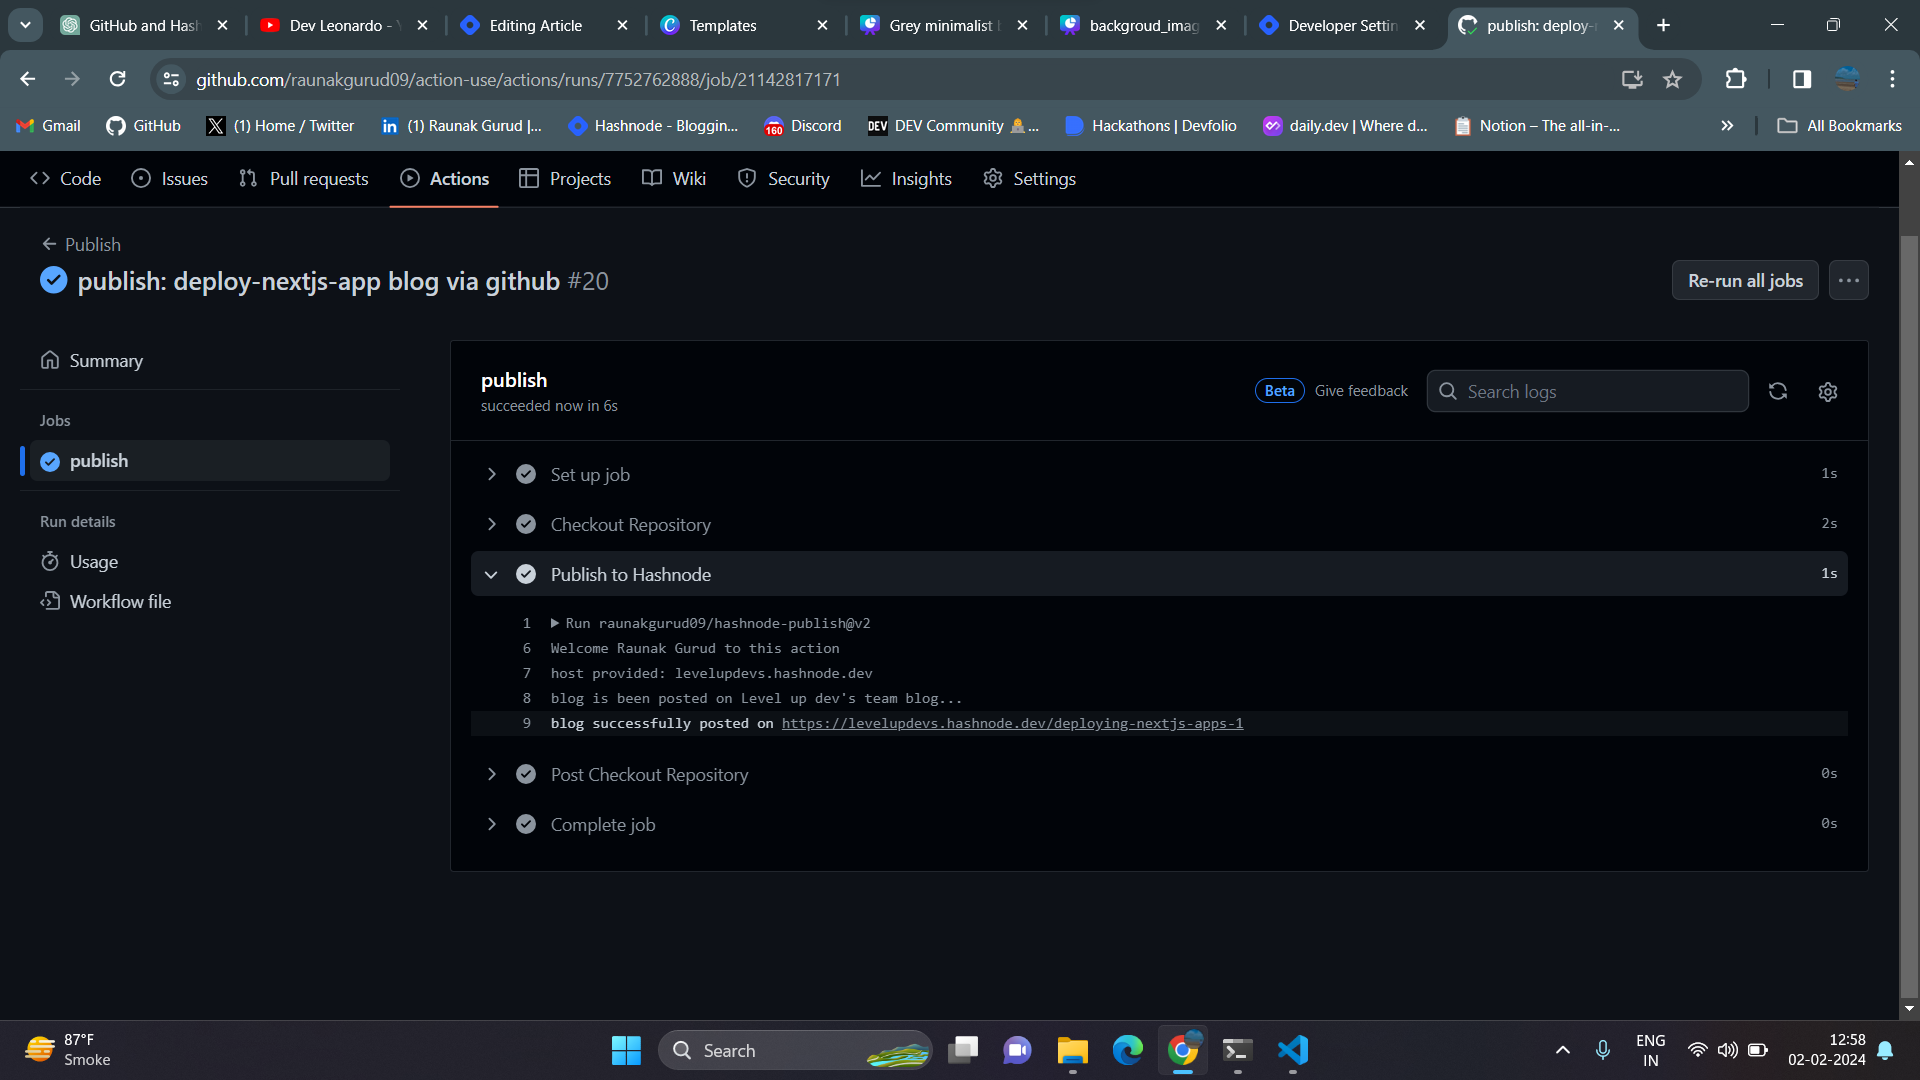 GitHub and Hash
Dev Leonardo -
Editing Article
Templates
Grey minimalist
backgroud_imag
Developer Settin
publish: deploy-
github.com/raunakgurud09/action-use/actions/runs/7752762888/job/21142817171
Gmail
GitHub
(1) Home / Twitter
(1) Raunak Gurud |...
Hashnode - Bloggin...
160
Discord
DEV
DEV Community 👩‍💻...
Hackathons | Devfolio
daily.dev | Where d...
Notion – The all-in-...
All Bookmarks
Code
Issues
Pull requests
Actions
Projects
Wiki
Security
Insights
Settings
Publish
publish: deploy-nextjs-app blog via github #20
Re-run all jobs
Summary
Jobs
publish
Run details
Usage
Workflow file
publish
succeeded now in 6s
Beta
Give feedback
Search logs
Set up job
1s
Checkout Repository
2s
Publish to Hashnode
1s
1 Run raunakgurud09/hashnode-publish@v2
6 Welcome Raunak Gurud to this action
7 host provided: levelupdevs.hashnode.dev
8 blog is been posted on Level up dev's team blog...
9 blog successfully posted on https://levelupdevs.hashnode.dev/deploying-nextjs-apps-1
Post Checkout Repository
0s
Complete job
0s
87°F
Smoke
Search
ENG
IN
12:58
02-02-2024